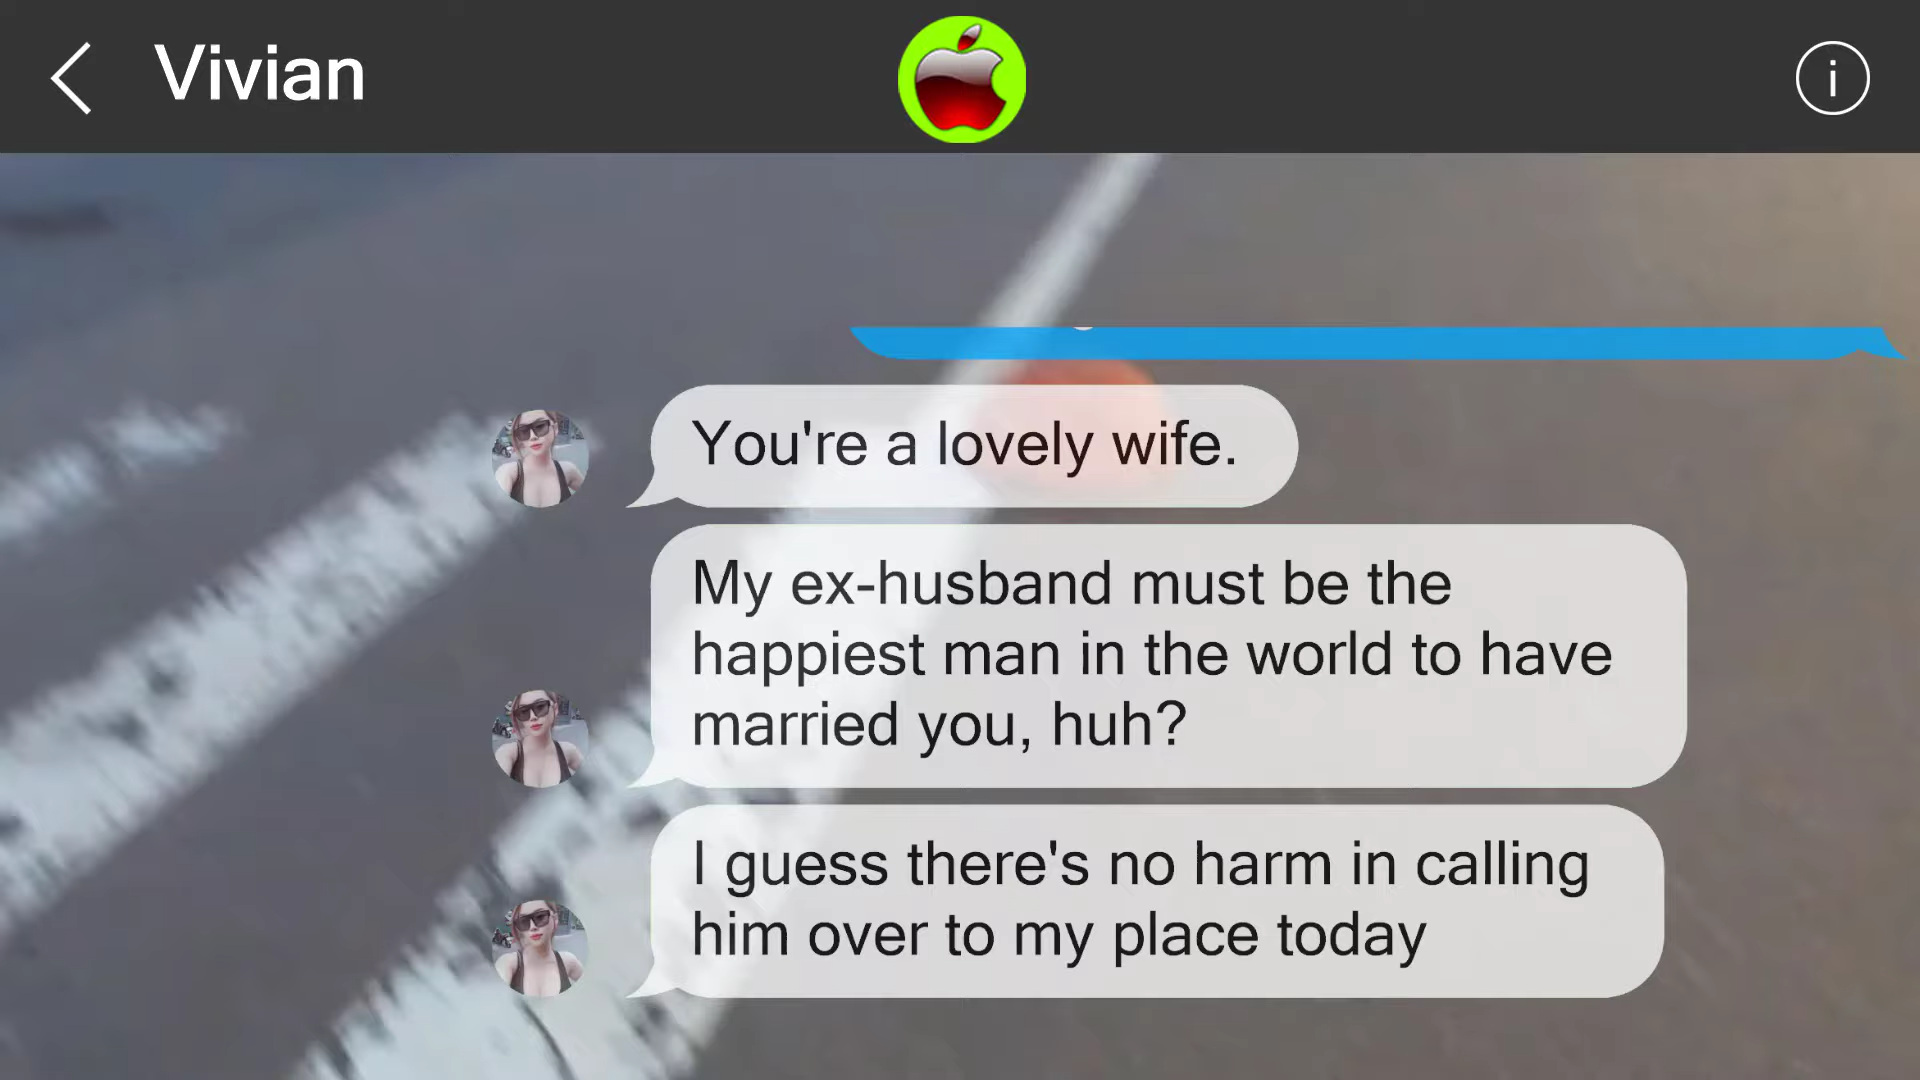 Vivian
i
You're a lovely wife.
My ex-husband must be the
happiest man in the world to have
married you, huh?
I guess there's no harm in calling
him over to my place today